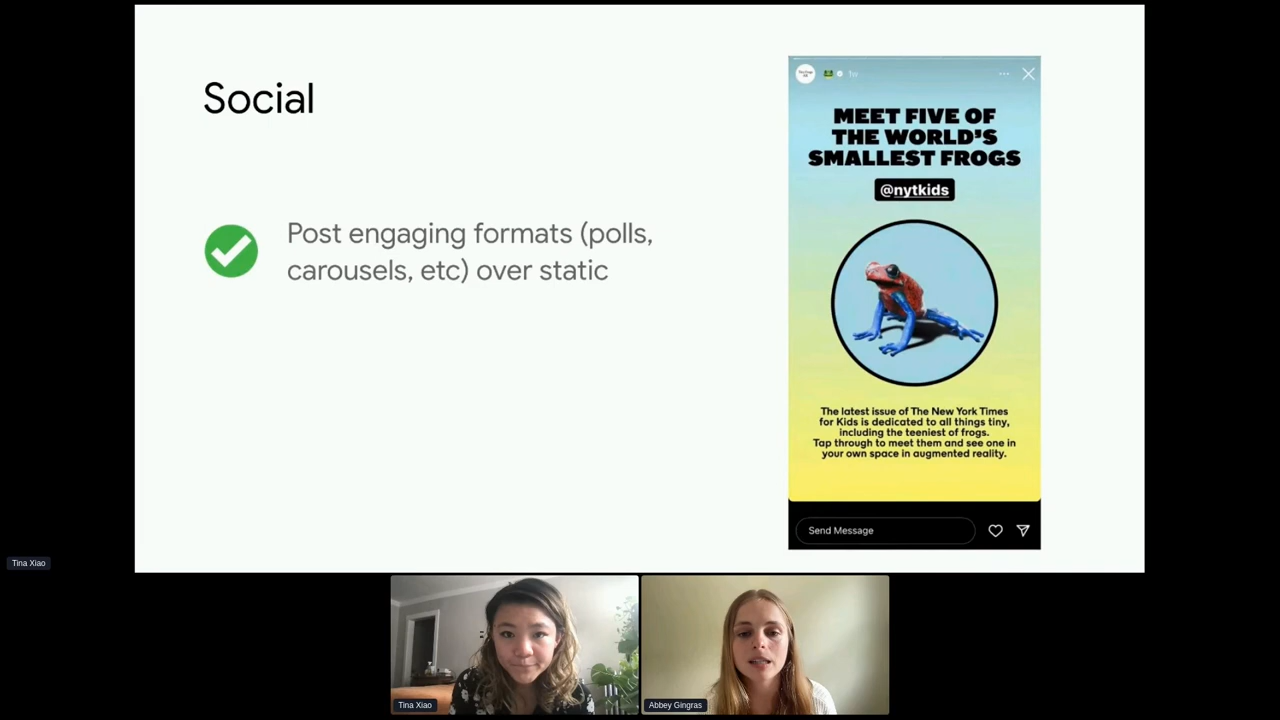 Social
Post engaging formats (polls,
carousels, etc) over static
1w
MEET FIVE OF
THE WORLD'S
SMALLEST FROGS
@nytkids
The latest issue of The New York Times
for Kids is dedicated to all things tiny,
including the teeniest of frogs.
Tap through to meet them and see one in
your own space in augmented reality.
Send Message
Tina Xiao
Tina Xiao
Abbey Gingras